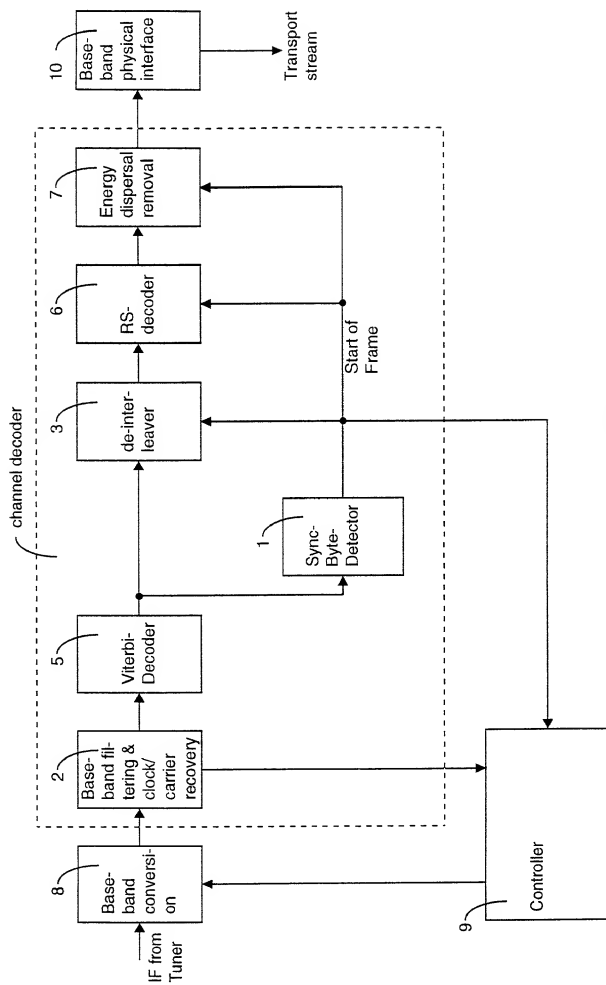 channel decoder
IF from
Tuner
8
Base-
band
conversi-
on
2
Base-
band fil-
tering &
clock/
carrier
recovery
5
Viterbi-
Decoder
3
de-inter-
leaver
6
RS-
decoder
7
Energy
dispersal
removal
10
Base-
band
physical
interface
Transport
stream
1
Sync-
Byte-
Detector
Start of
Frame
9
Controller